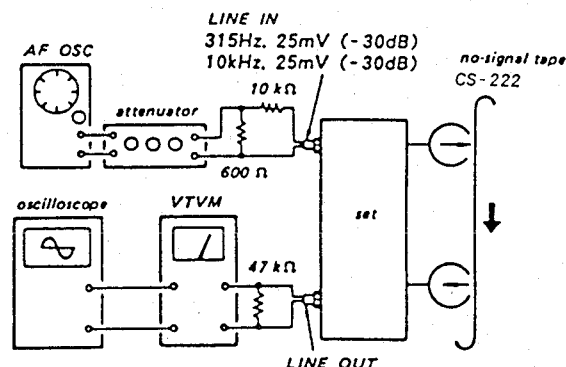 LINE IN
315Hz, 25mV (-30dB)
10kHz, 25mV (-30dB)
no-signal tape
CS-222
AF OSC
attenuator
10 kΩ
600 Ω
set
oscilloscope
VTVM
47 kΩ
LINE OUT